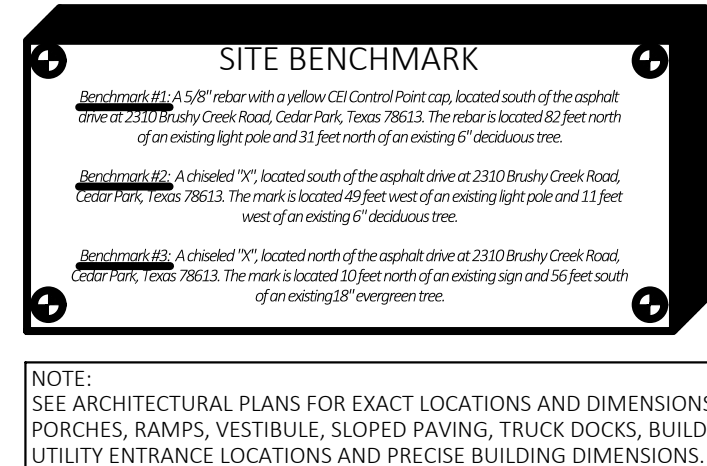 SITE BENCHMARK
Benchmark #1: A 5/8" rebar with a yellow CEI Control Point cap, located south of the asphalt
drive at 2310 Brushy Creek Road, Cedar Park, Texas 78613. The rebar is located 82 feet north
of an existing light pole and 31 feet north of an existing 6" deciduous tree.
Benchmark #2: A chiseled "X", located south of the asphalt drive at 2310 Brushy Creek Road,
Cedar Park, Texas 78613. The mark is located 49 feet west of an existing light pole and 11 feet
west of an existing 6" deciduous tree.
Benchmark #3: A chiseled "X", located north of the asphalt drive at 2310 Brushy Creek Road,
Cedar Park, Texas 78613. The mark is located 10 feet north of an existing sign and 56 feet south
of an existing18" evergreen tree.
NOTE:
SEE ARCHITECTURAL PLANS FOR EXACT LOCATIONS AND DIMENSIONS
PORCHES, RAMPS, VESTIBULE, SLOPED PAVING, TRUCK DOCKS, BUILD
UTILITY ENTRANCE LOCATIONS AND PRECISE BUILDING DIMENSIONS.